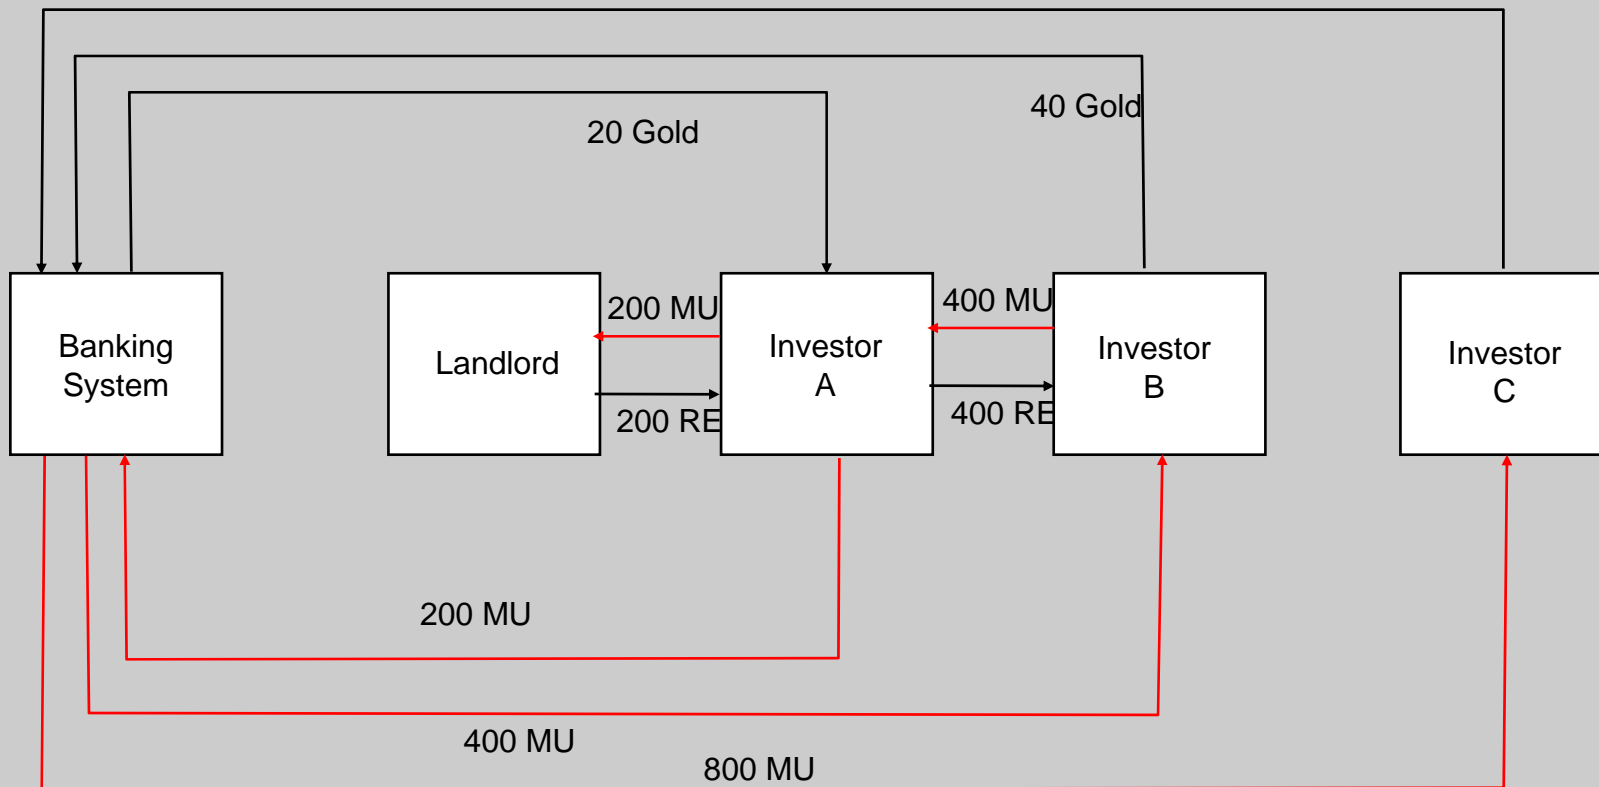 40 Gold
20 Gold
Banking
System
Landlord
200 MU
200 RE
Investor
A
400 MU
400 RE
Investor
B
Investor
C
200 MU
400 MU
800 MU